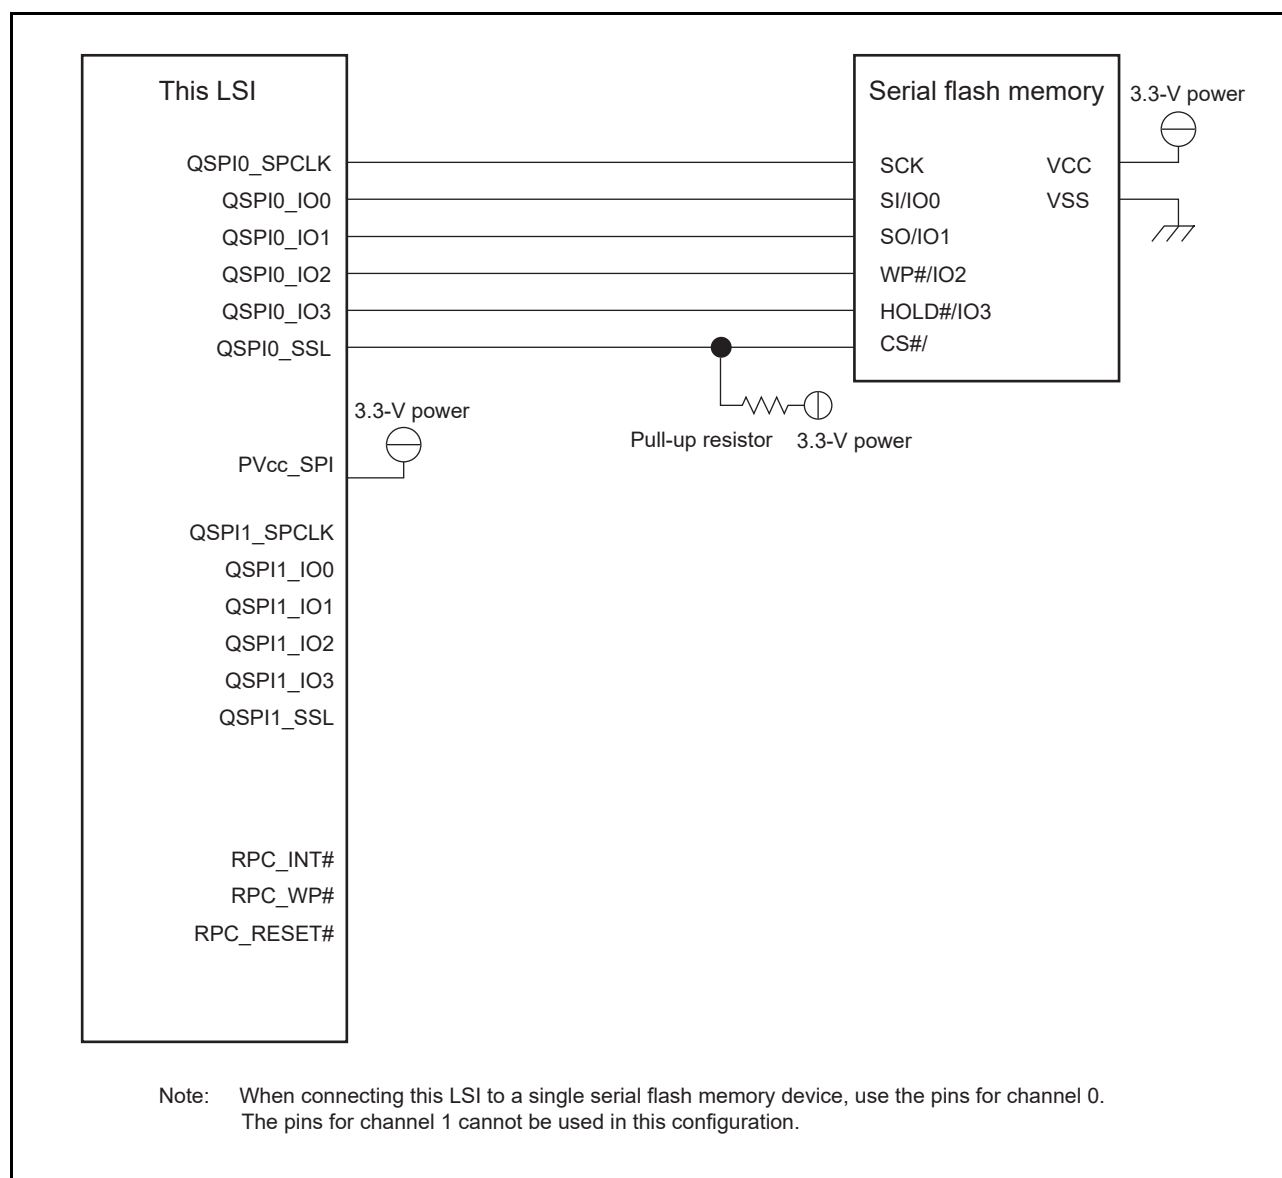 This LSI
QSPI0_SPCLK
QSPI0_IO0
QSPI0_IO1
QSPI0_IO2
QSPI0_IO3
QSPI0_SSL
3.3-V power
PVcc_SPI
QSPI1_SPCLK
QSPI1_IO0
QSPI1_IO1
QSPI1_IO2
QSPI1_IO3
QSPI1_SSL
RPC_INT#
RPC_WP#
RPC_RESET#
Pull-up resistor
3.3-V power
Serial flash memory
SCK
SI/IO0
SO/IO1
WP#/IO2
HOLD#/IO3
CS#/
VCC
VSS
3.3-V power
Note: When connecting this LSI to a single serial flash memory device, use the pins for channel 0.
The pins for channel 1 cannot be used in this configuration.